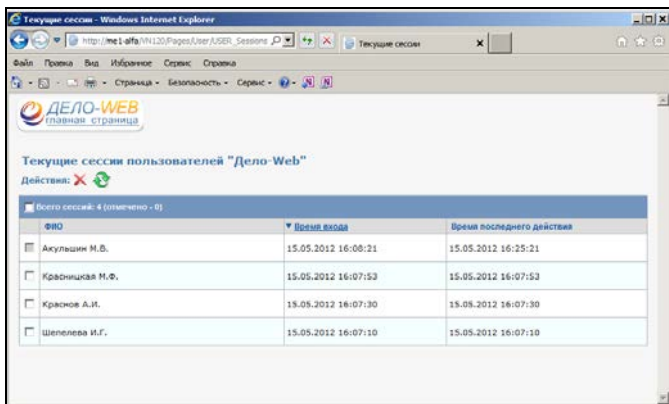 Текущие сессии - Windows Internet Explorer
http://me1-alfa/VN120/Pages/User/USER_Sessions
Текущие сессии
Файл Правка Вид Избранное Сервис Справка
Страница Безопасность Сервис
ДЕЛО-WEB
главная страница
Текущие сессии пользователей "Дело-Web"
Действия:
Всего сессий: 4 (отмечено - 0)
ФИО Время входа Время последнего действия
Акульшин М.В. 15.05.2012 16:08:21 15.05.2012 16:25:21
Красницкая М.Ф. 15.05.2012 16:07:53 15.05.2012 16:07:53
Краснов А.И. 15.05.2012 16:07:30 15.05.2012 16:07:30
Шепелева И.Г. 15.05.2012 16:07:10 15.05.2012 16:07:10